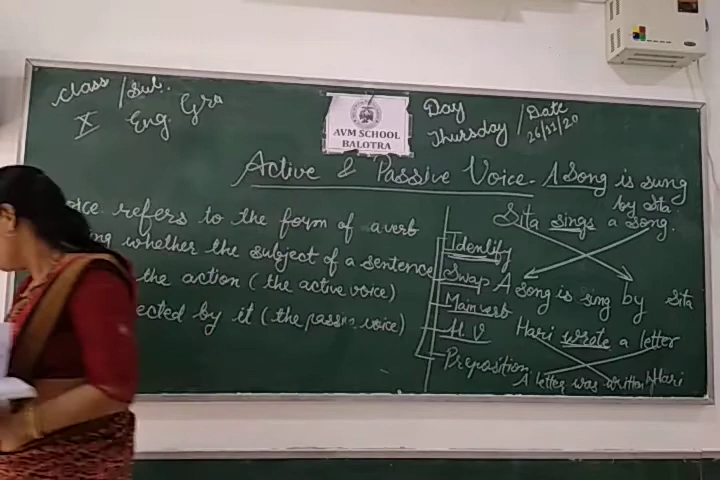 Class / Sub.
X Eng. Gra
AVM SCHOOL
BALOTRA
Day / Date
Thursday 26/11/20
Active & Passive Voice.
refers to the form of a verb
whether the subject of a sentence
the action (the active voice)
by it (the passive voice)
Identify
Swap
Main verb
H.V
Preposition
A Song is sung
by Sita
Sita sings a song.
A song is sing by Sita
Hari wrote a letter
A letter was written by Hari